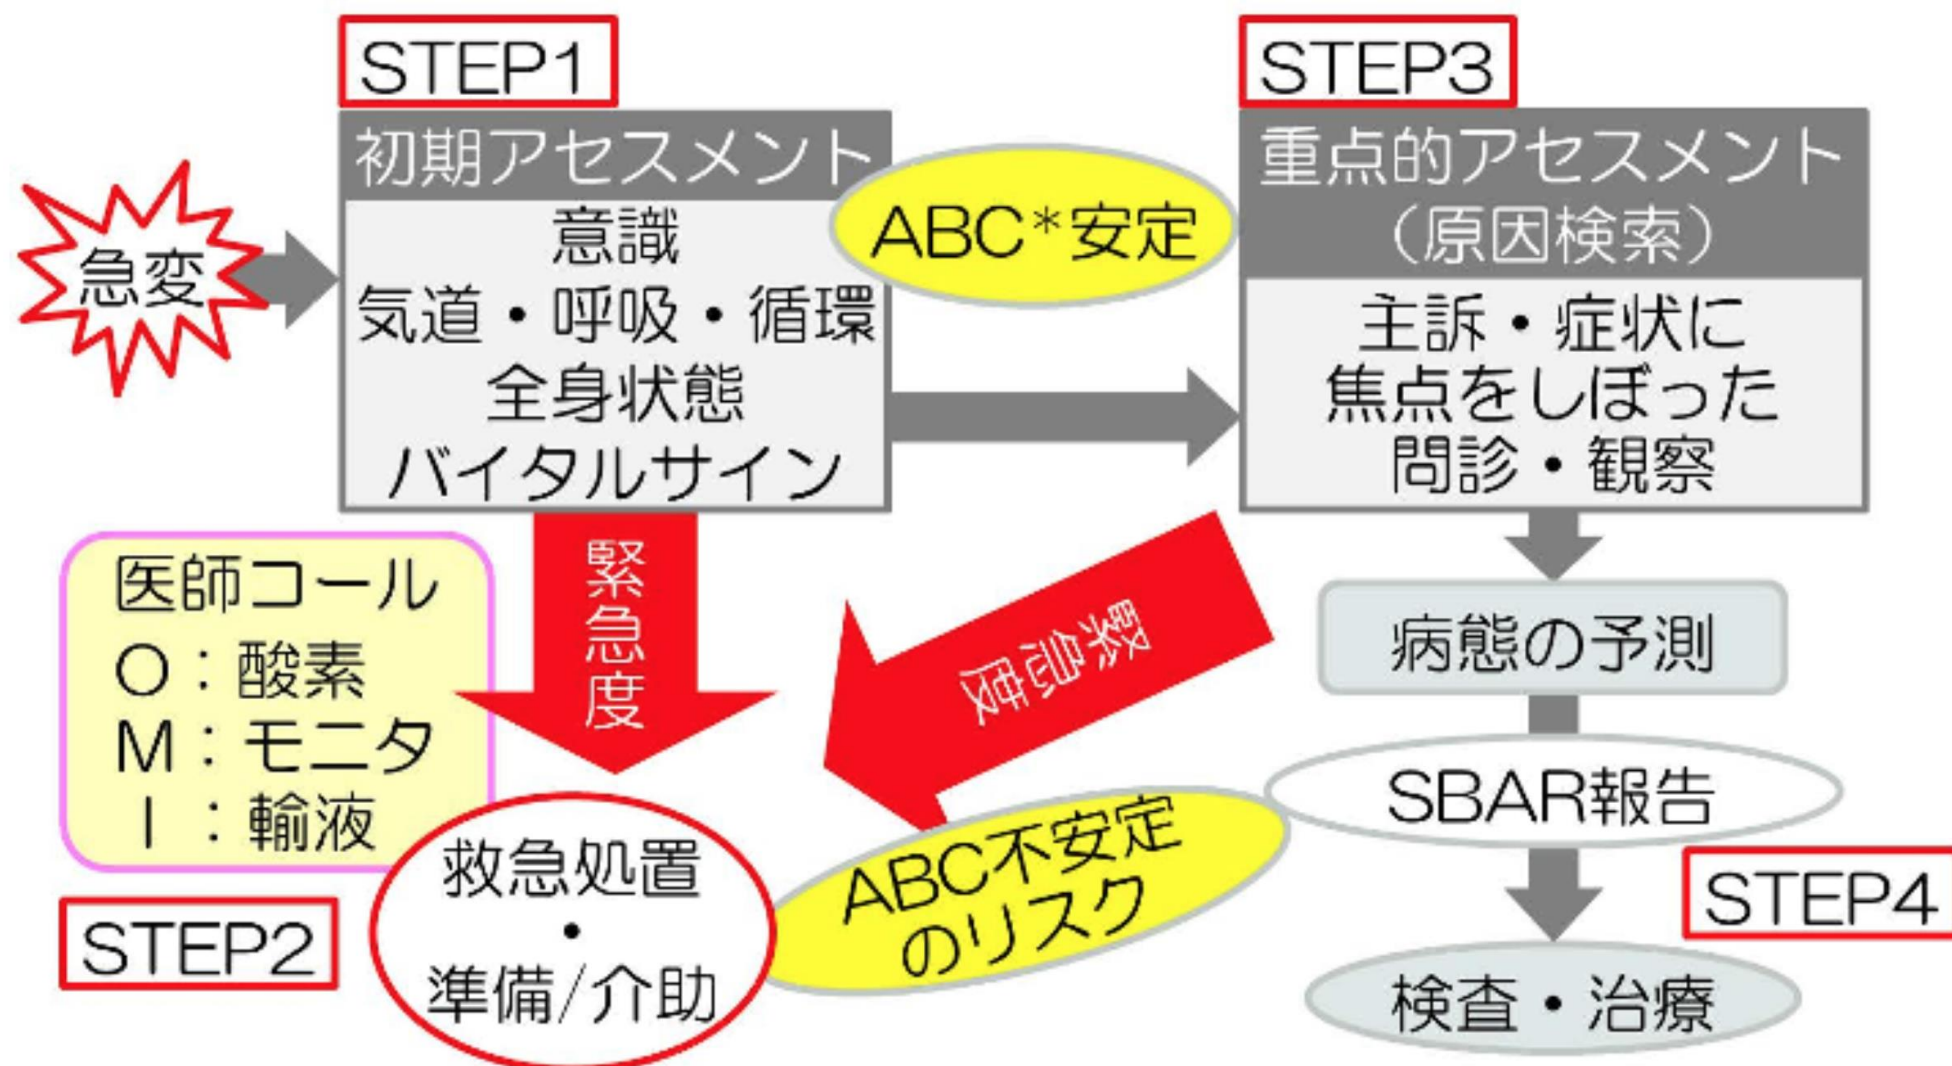 STEP1
初期アセスメント
意識
気道・呼吸・循環
全身状態
バイタルサイン
急変
ABC*安定
STEP3
重点的アセスメント
（原因検索）
主訴・症状に
焦点をしぼった
問診・観察
緊急度
緊急度
医師コール
O：酸素
M：モニタ
I：輸液
STEP2
救急処置
・
準備/介助
ABC不安定
のリスク
病態の予測
SBAR報告
STEP4
検査・治療